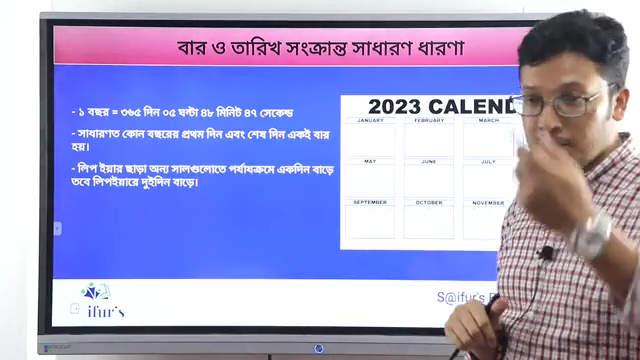 বার ও তারিখ সংক্রান্ত সাধারণ ধারণা
- ১ বছর = ৩৬৫ দিন ০৫ ঘন্টা ৪৮ মিনিট ৪৭ সেকেন্ড
- সাধারণত কোন বছরের প্রথম দিন এবং শেষ দিন একই বার
হয়।
- লিপ ইয়ার ছাড়া অন্য সালগুলোতে পর্যায়ক্রমে একদিন বাড়ে
তবে লিপইয়ারে দুইদিন বাড়ে।
2023 CALEND
JANUARY FEBRUARY MARCH
MAY JUNE JULY
SEPTEMBER OCTOBER NOVEMBER
ifur's
S@ifur's